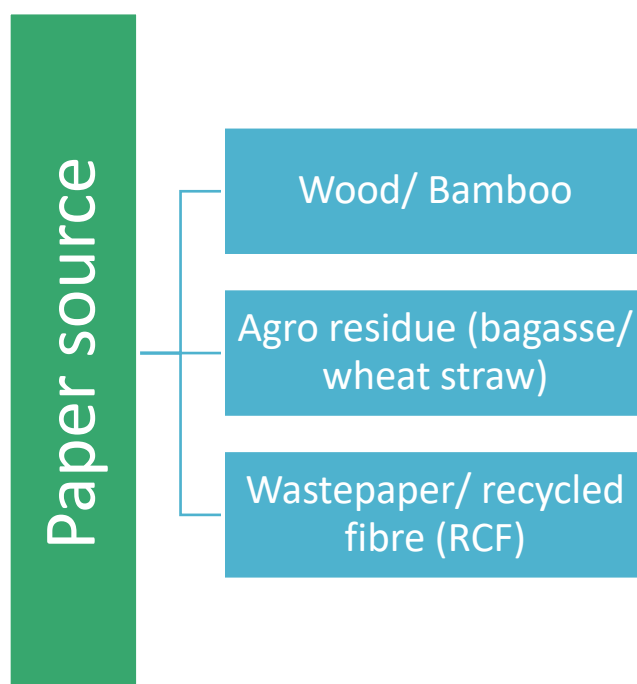 Paper source
Wood/ Bamboo
Agro residue (bagasse/
wheat straw)
Wastepaper/ recycled
fibre (RCF)